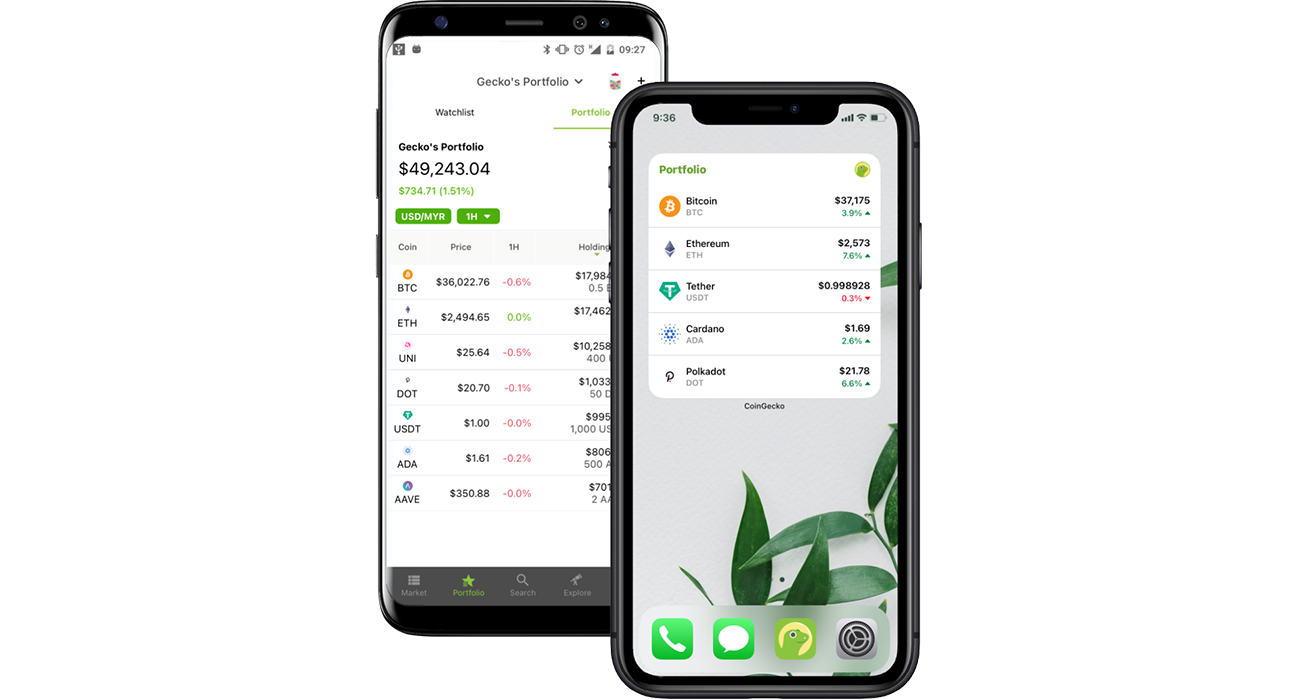 09:27
Gecko's Portfolio
+
Watchlist
Portfolio
Gecko's Portfolio
$49,243.04
$734.71 (1.51%)
USD/MYR
1H
Coin Price 1H Holding
BTC $36,022.76 -0.6% $17,984
0.5
ETH $2,494.65 0.0% $17,462
UNI $25.64 -0.5% $10,258
400
DOT $20.70 -0.1% $1,033
50
USDT $1.00 -0.0% $995
1,000
ADA $1.61 -0.2% $806
500
AAVE $350.88 -0.0% $701
2
Market Portfolio Search Explore
9:36
Portfolio
Bitcoin $37,175
BTC 3.9%
Ethereum $2,573
ETH 7.6%
Tether $0.998928
USDT 0.3%
Cardano $1.69
ADA 2.6%
Polkadot $21.78
DOT 6.6%
CoinGecko